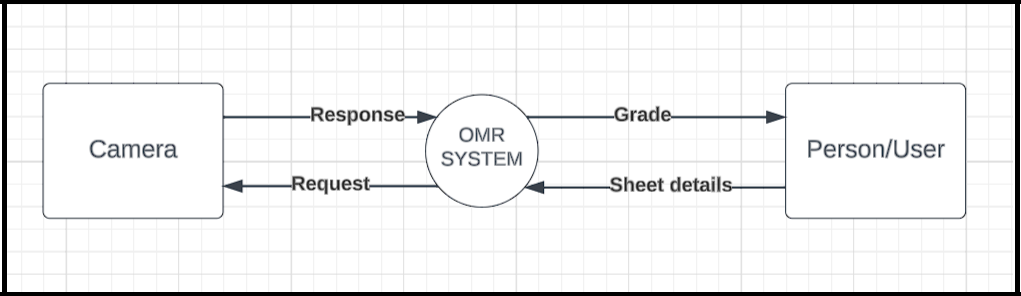 Response
Grade
Camera
OMR
SYSTEM
Person/User
Request
Sheet details